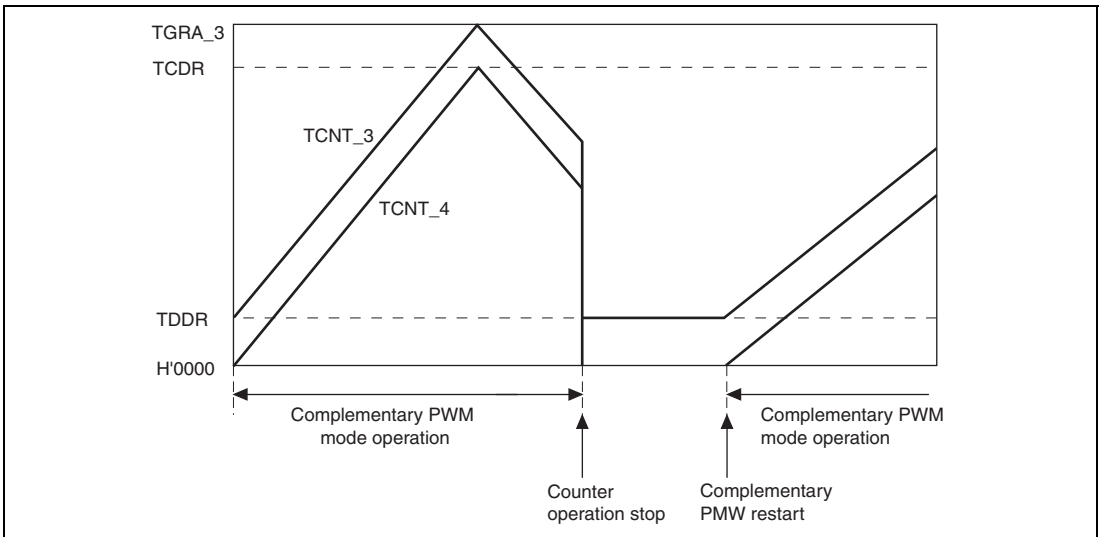 TGRA_3
TCDR
TCNT_3
TCNT_4
TDDR
H'0000
Complementary PWM
mode operation
Complementary PWM
mode operation
Counter
operation stop
Complementary
PMW restart